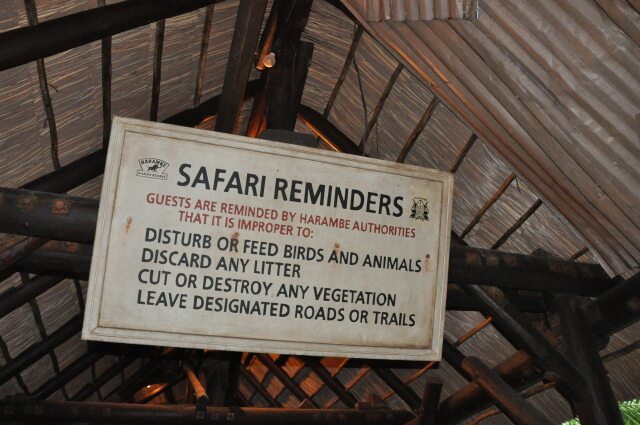 HARAMBE
SAFARI REMINDERS
GUESTS ARE REMINDED BY HARAMBE AUTHORITIES
THAT IT IS IMPROPER TO:
DISTURB OR FEED BIRDS AND ANIMALS
DISCARD ANY LITTER
CUT OR DESTROY ANY VEGETATION
LEAVE DESIGNATED ROADS OR TRAILS